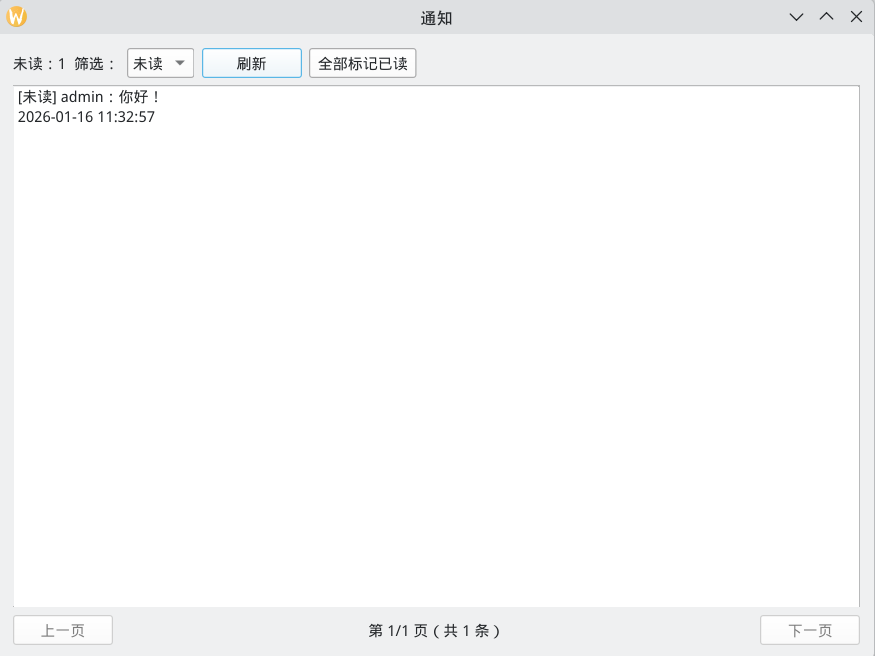 通知
未读：1 筛选： 未读 刷新 全部标记已读
[未读] admin：你好！
2026-01-16 11:32:57
上一页 第 1/1 页 ( 共 1 条 ) 下一页